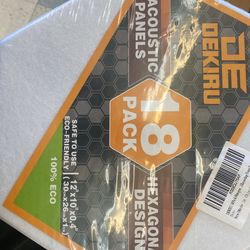 DE
DEKIRU
ACOUSTIC
PANELS
18
PACK
HEXAGON
DESIGN
SAFE TO USE
ECO-FRIENDLY
12"x10"x0.4"
100% ECO